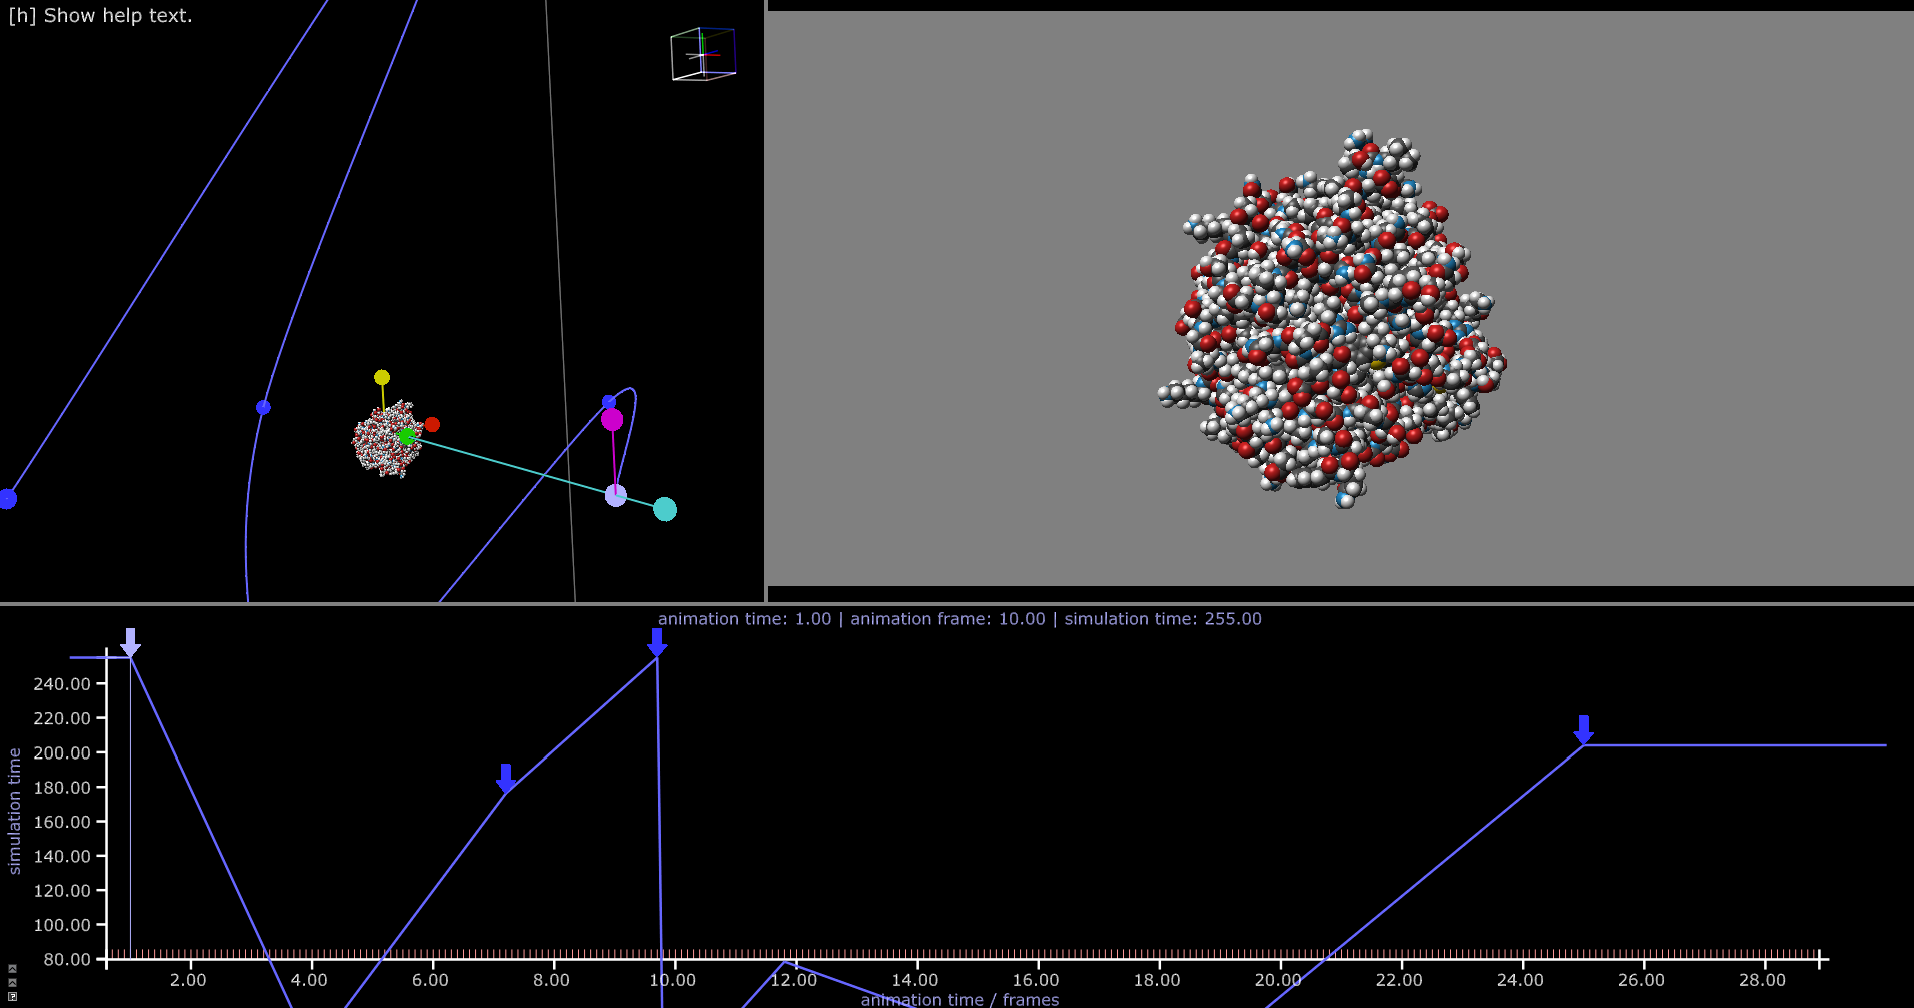 [h] Show help text.
animation time: 1.00 | animation frame: 10.00 | simulation time: 255.00
simulation time
240.00
220.00
200.00
180.00
160.00
140.00
120.00
100.00
80.00
2.00 4.00 6.00 8.00 10.00 12.00 14.00 16.00 18.00 20.00 22.00 24.00 26.00 28.00
animation time / frames